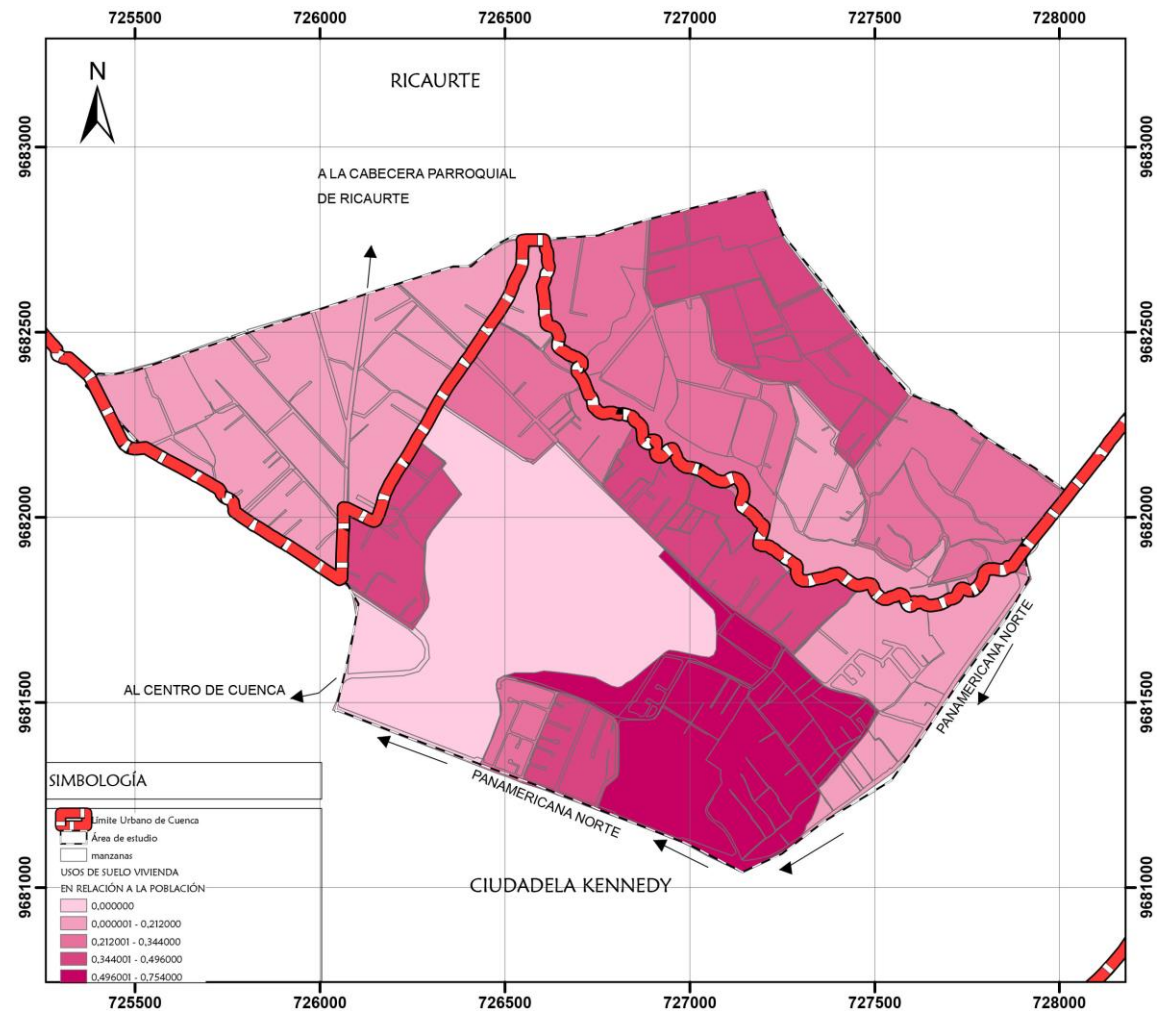 725500 726000 726500 727000 727500 728000
N
RICAURTE
9683000
9683000
A LA CABECERA PARROQUIAL
DE RICAURTE
9682500
9682500
9682000
9682000
PANAMERICANA NORTE
AL CENTRO DE CUENCA
9681500
9681500
PANAMERICANA NORTE
CIUDADELA KENNEDY
9681000
9681000
SIMBOLOGÍA
Límite Urbano de Cuenca
Área de estudio
manzanas
USOS DE SUELO VIVIENDA
EN RELACIÓN A LA POBLACIÓN
0,000000
0,000001 - 0,212000
0,212001 - 0,344000
0,344001 - 0,496000
0,496001 - 0,754000
725500 726000 726500 727000 727500 728000